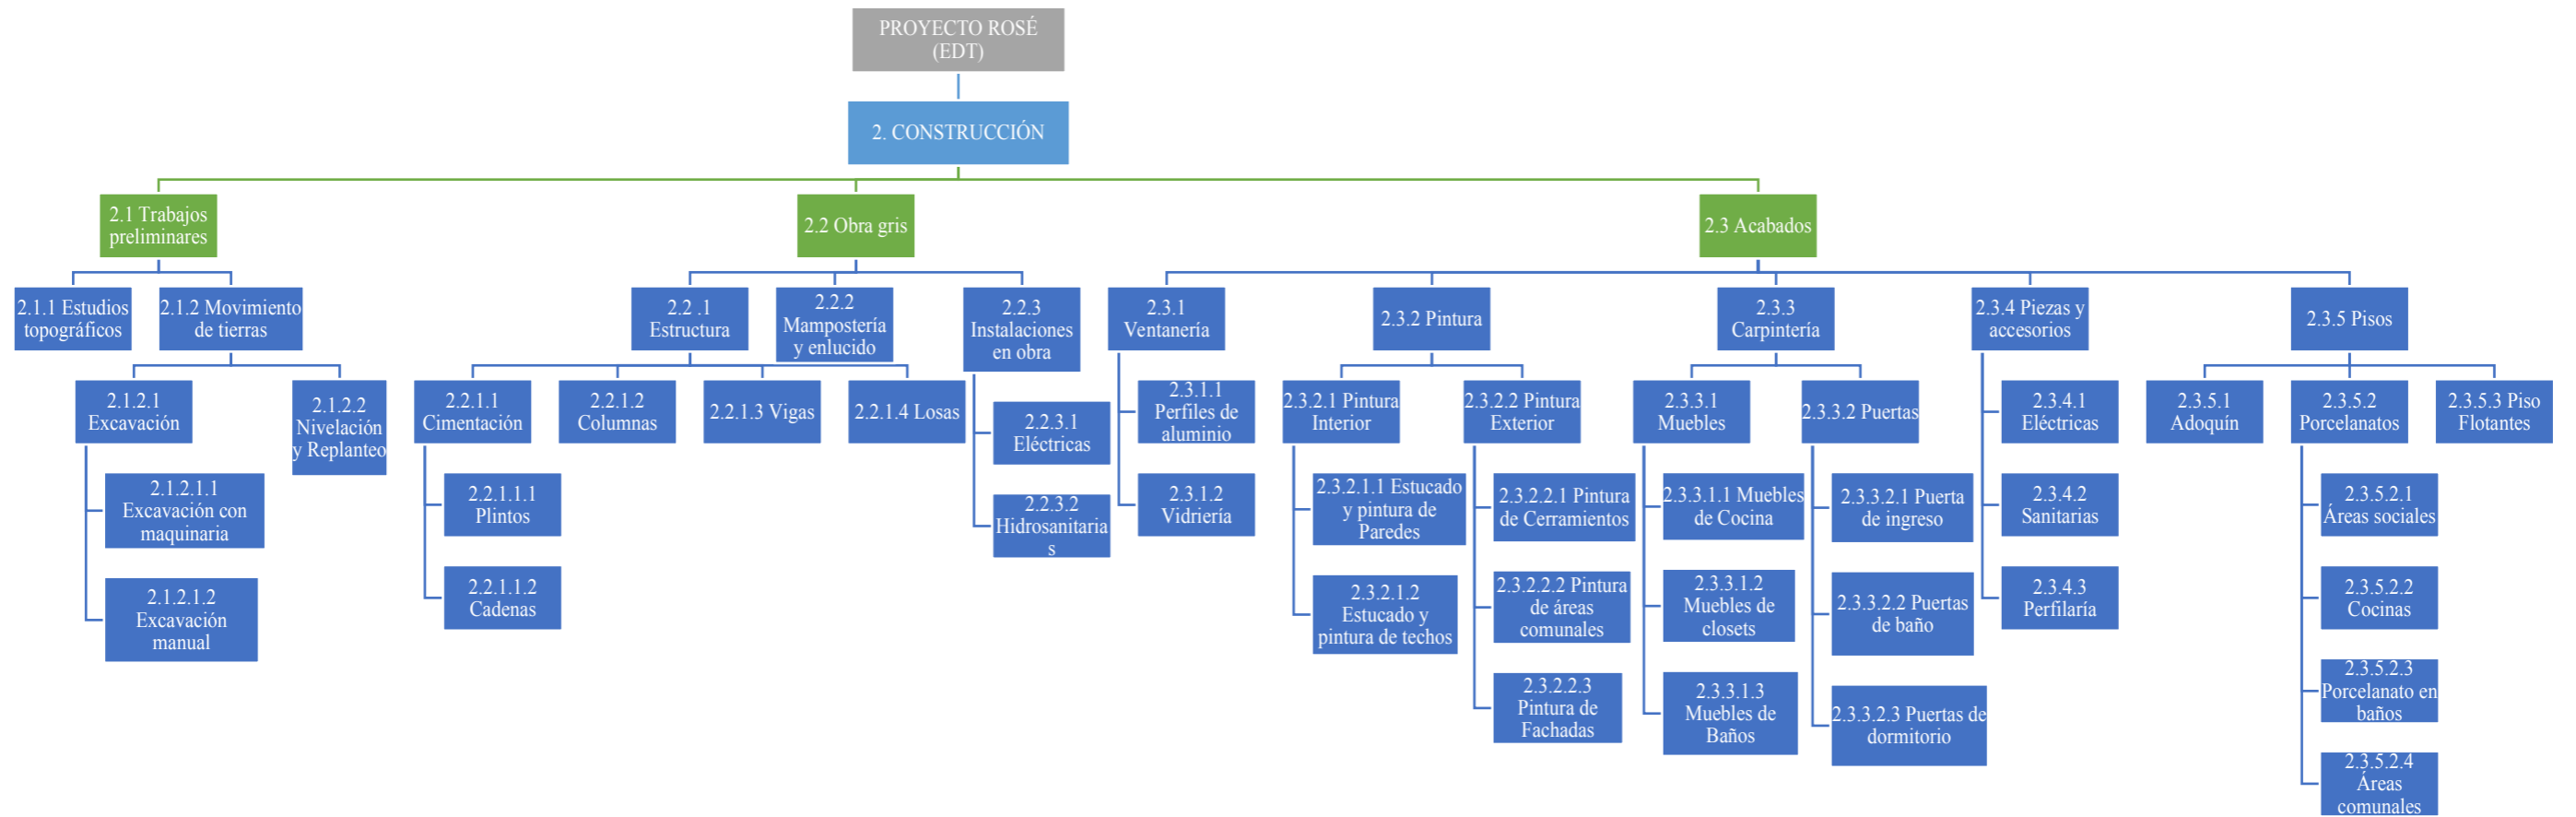 PROYECTO ROSÉ
(EDT)
2. CONSTRUCCIÓN
2.1 Trabajos
preliminares
2.2 Obra gris
2.3 Acabados
2.1.1 Estudios
topográficos
2.1.2 Movimiento
de tierras
2.2 .1
Estructura
2.2.2
Mampostería
y enlucido
2.2.3
Instalaciones
en obra
2.3.1
Ventanería
2.3.2 Pintura
2.3.3
Carpintería
2.3.4 Piezas y
accesorios
2.3.5 Pisos
2.1.2.1
Excavación
2.1.2.2
Nivelación
y Replanteo
2.2.1.1
Cimentación
2.2.1.2
Columnas
2.2.1.3 Vigas
2.2.1.4 Losas
2.2.3.1
Eléctricas
2.3.1.1
Perfiles de
aluminio
2.3.2.1 Pintura
Interior
2.3.2.2 Pintura
Exterior
2.3.3.1
Muebles
2.3.3.2 Puertas
2.3.4.1
Eléctricas
2.3.5.1
Adoquín
2.3.5.2
Porcelanatos
2.3.5.3 Piso
Flotantes
2.1.2.1.1
Excavación con
maquinaria
2.2.1.1.1
Plintos
2.2.3.2
Hidrosanitaria
s
2.3.1.2
Vidriería
2.3.2.1.1 Estucado
y pintura de
Paredes
2.3.2.2.1 Pintura
de Cerramientos
2.3.3.1.1 Muebles
de Cocina
2.3.3.2.1 Puerta
de ingreso
2.3.4.2
Sanitarias
2.3.5.2.1
Áreas sociales
2.1.2.1.2
Excavación
manual
2.2.1.1.2
Cadenas
2.3.2.1.2
Estucado y
pintura de techos
2.3.2.2.2 Pintura
de áreas
comunales
2.3.3.1.2
Muebles de
closets
2.3.3.2.2 Puertas
de baño
2.3.4.3
Perfilaría
2.3.5.2.2
Cocinas
2.3.2.2.3
Pintura de
Fachadas
2.3.3.1.3
Muebles de
Baños
2.3.3.2.3 Puertas de
dormitorio
2.3.5.2.3
Porcelanato en
baños
2.3.5.2.4
Áreas
comunales